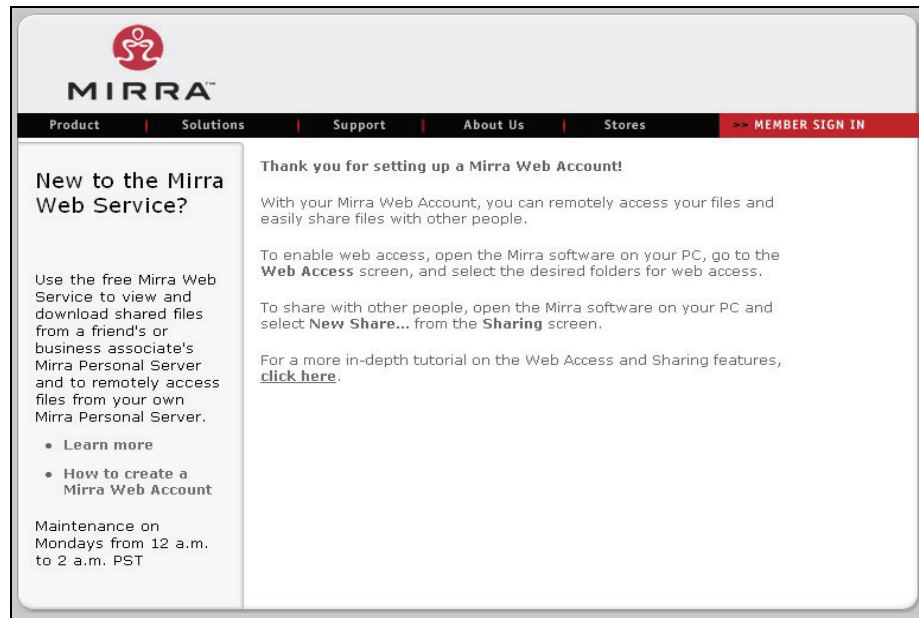 MIRRA™
Product Solutions Support About Us Stores >> MEMBER SIGN IN
New to the Mirra
Web Service?
Use the free Mirra Web
Service to view and
download shared files
from a friend's or
business associate's
Mirra Personal Server
and to remotely access
files from your own
Mirra Personal Server.
• Learn more
• How to create a
Mirra Web Account
Maintenance on
Mondays from 12 a.m.
to 2 a.m. PST
Thank you for setting up a Mirra Web Account!
With your Mirra Web Account, you can remotely access your files and
easily share files with other people.
To enable web access, open the Mirra software on your PC, go to the
Web Access screen, and select the desired folders for web access.
To share with other people, open the Mirra software on your PC and
select New Share... from the Sharing screen.
For a more in-depth tutorial on the Web Access and Sharing features,
click here.